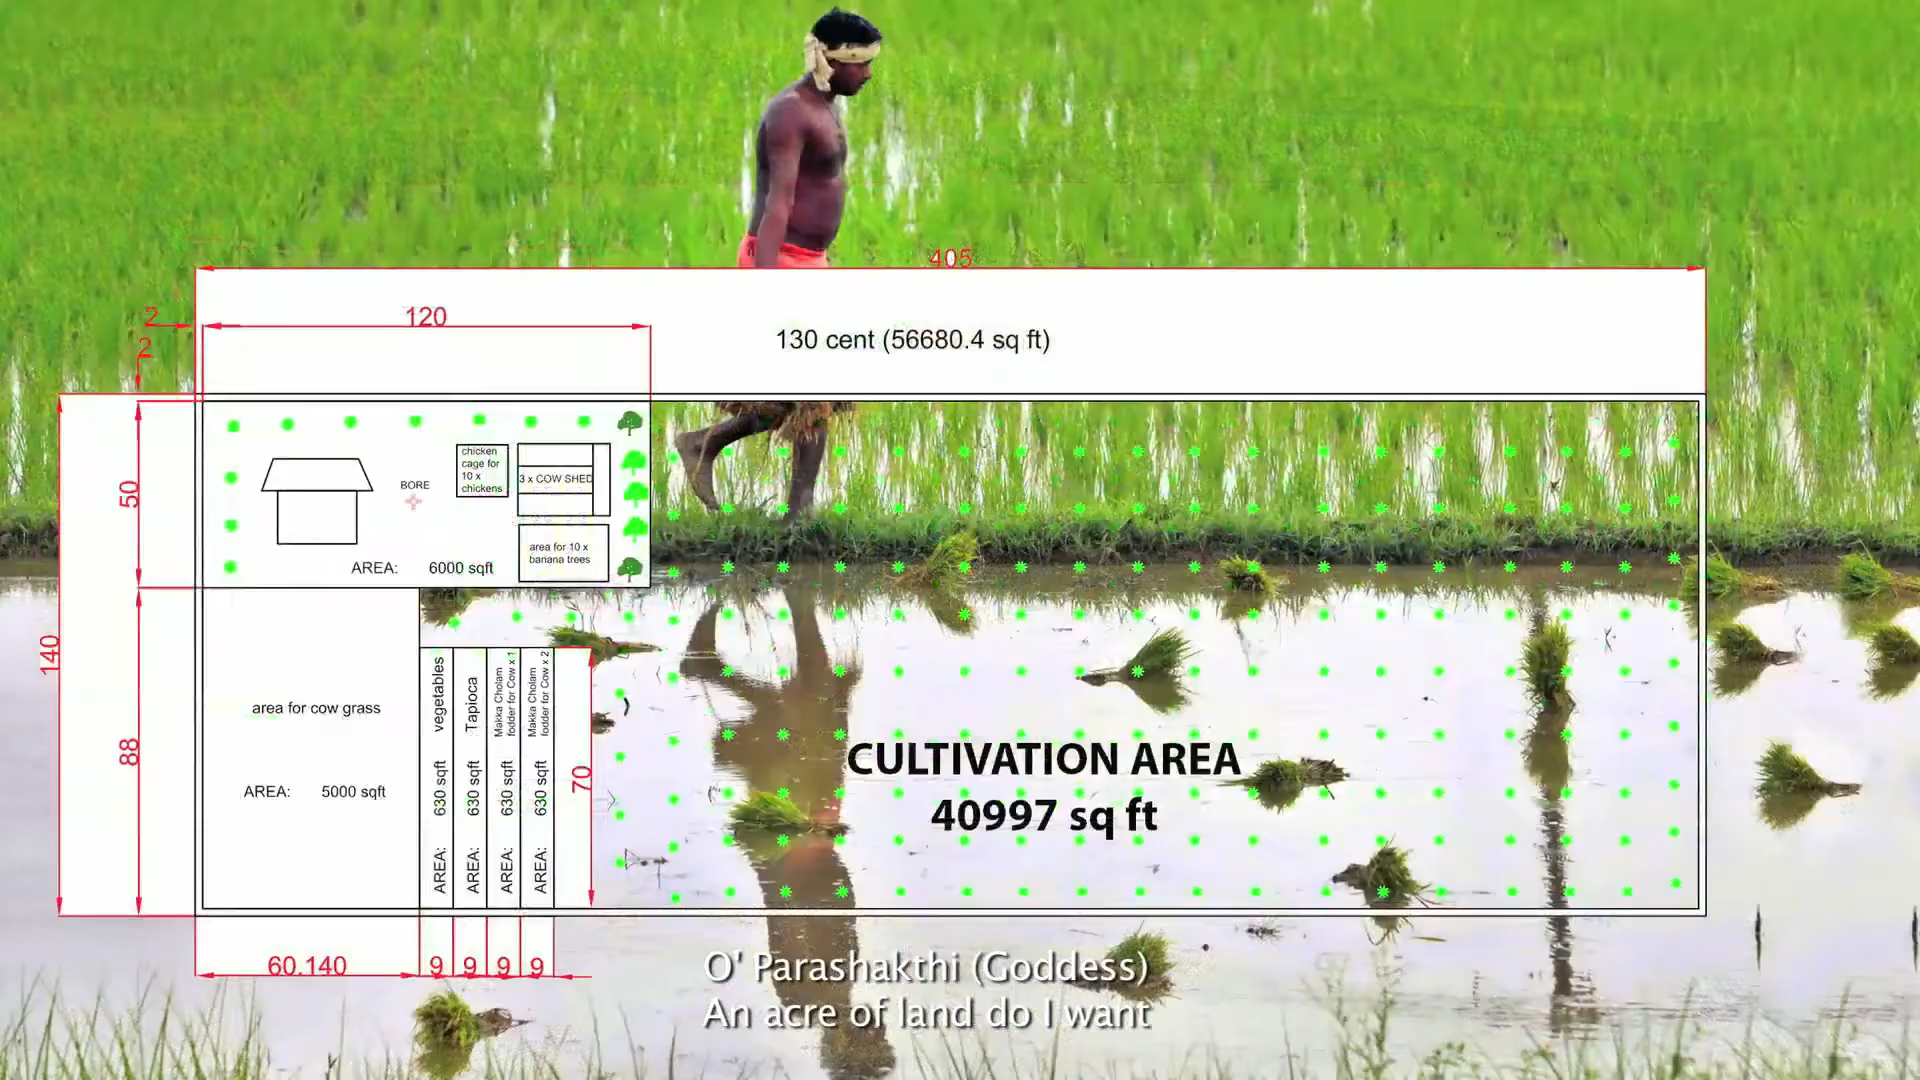 405
120
2
130 cent (56680.4 sq ft)
2
chicken
cage for
10 x
chickens
3 x COW SHED
BORE
50
area for 10 x
banana trees
AREA: 6000 sqft
140
88
area for cow grass
AREA: 5000 sqft
AREA: 630 sqft vegetables
AREA: 630 sqft Tapioca
AREA: 630 sqft Makka Cholam
fodder for Cow x 1
AREA: 630 sqft Makka Cholam
fodder for Cow x 2
70
CULTIVATION AREA
40997 sq ft
60.140
9 9 9 9
O' Parashakthi (Goddess)
An acre of land do I want